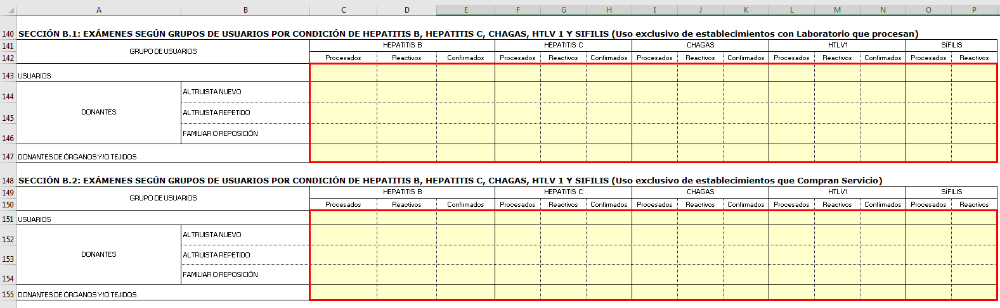 A B C D E F G H I J K L M N O P
140 SECCIÓN B.1: EXÁMENES SEGÚN GRUPOS DE USUARIOS POR CONDICIÓN DE HEPATITIS B, HEPATITIS C, CHAGAS, HTLV 1 Y SIFILIS (Uso exclusivo de establecimientos con Laboratorio que procesan)
141 GRUPO DE USUARIOS HEPATITIS B HEPATITIS C CHAGAS HTLV1 SÍFILIS
142 Procesados Reactivos Confirmados Procesados Reactivos Confirmados Procesados Reactivos Confirmados Procesados Reactivos Confirmados Procesados Reactivos
143 USUARIOS
144 ALTRUISTA NUEVO
145 DONANTES ALTRUISTA REPETIDO
146 FAMILIAR O REPOSICIÓN
147 DONANTES DE ÓRGANOS Y/O TEJIDOS
148 SECCIÓN B.2: EXÁMENES SEGÚN GRUPOS DE USUARIOS POR CONDICIÓN DE HEPATITIS B, HEPATITIS C, CHAGAS, HTLV 1 Y SIFILIS (Uso exclusivo de establecimientos que Compran Servicio)
149 GRUPO DE USUARIOS HEPATITIS B HEPATITIS C CHAGAS HTLV1 SÍFILIS
150 Procesados Reactivos Confirmados Procesados Reactivos Confirmados Procesados Reactivos Confirmados Procesados Reactivos Confirmados Procesados Reactivos
151 USUARIOS
152 ALTRUISTA NUEVO
153 DONANTES ALTRUISTA REPETIDO
154 FAMILIAR O REPOSICIÓN
155 DONANTES DE ÓRGANOS Y/O TEJIDOS